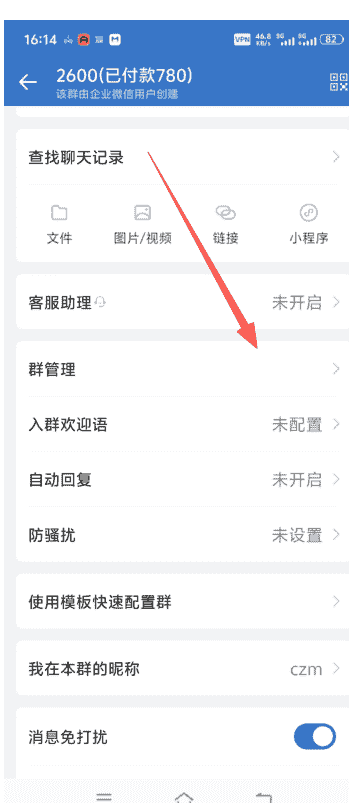 16:14
VPN 46.8 KB/s 5G 5G 82
2600(已付款780)
该群由企业微信用户创建
查找聊天记录
文件 图片/视频 链接 小程序
客服助理 未开启
群管理
入群欢迎语 未配置
自动回复 未开启
防骚扰 未设置
使用模板快速配置群
我在本群的昵称 czm
消息免打扰